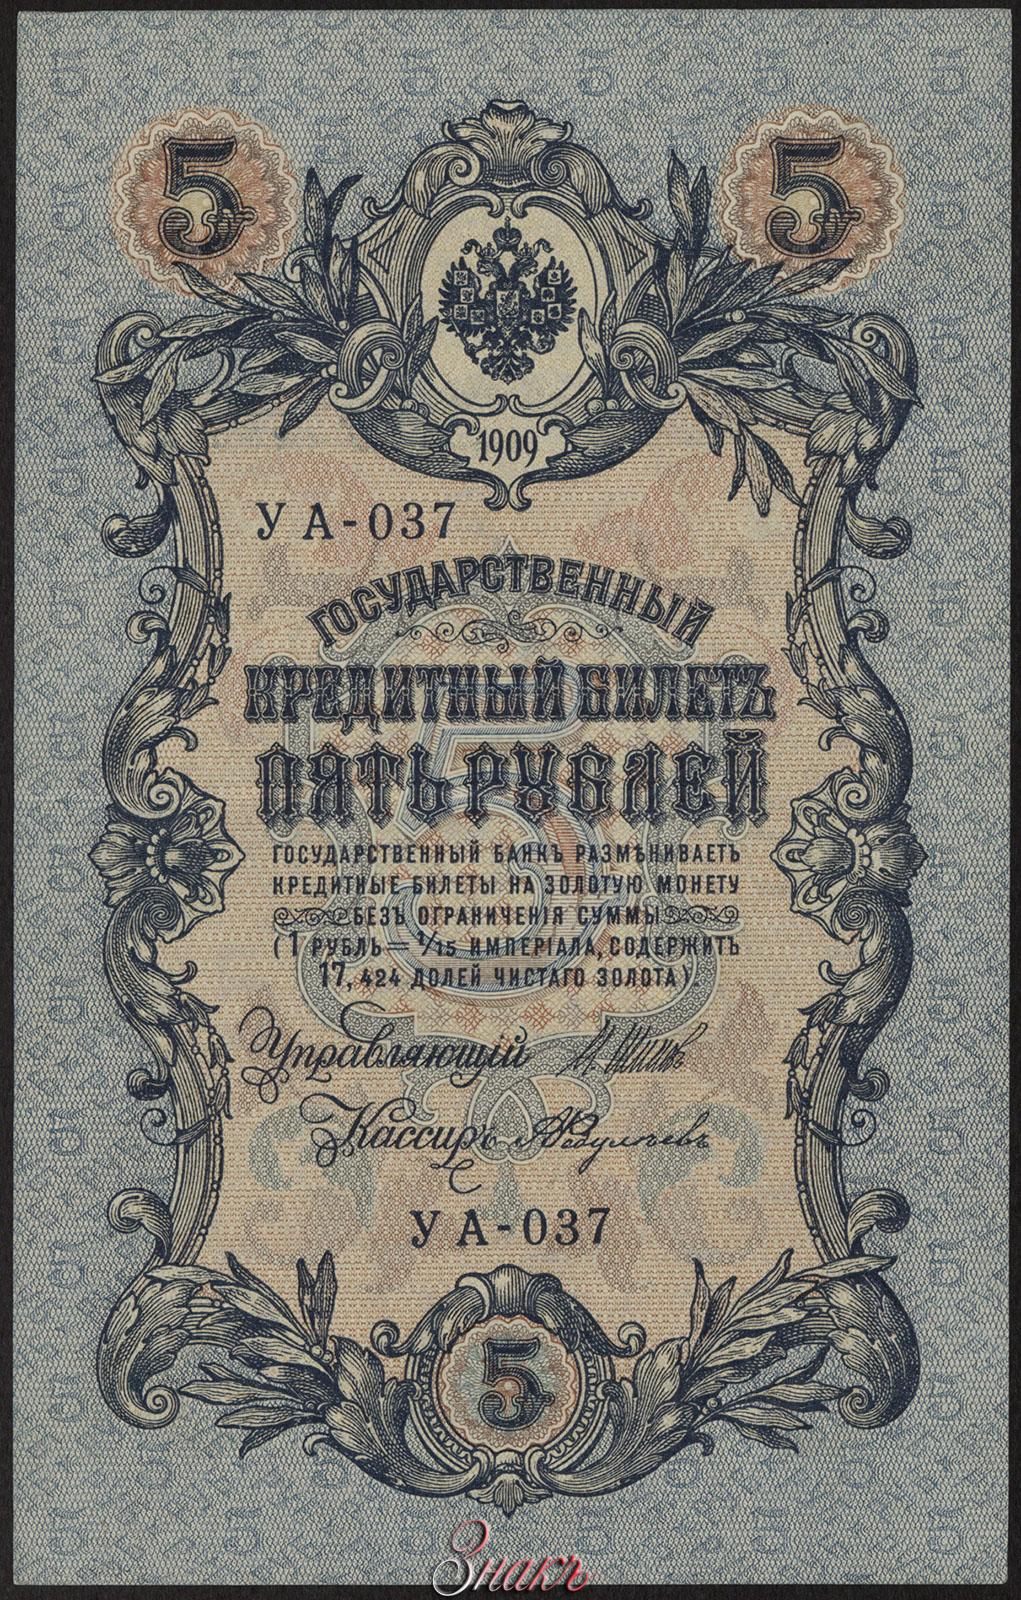 5 5
1909
УА-037
ГОСУДАРСТВЕННЫЙ
КРЕДИТНЫЙ БИЛЕТЪ
ПЯТЬ РУБЛЕЙ
ГОСУДАРСТВЕННЫЙ БАНКЪ РАЗМѢНИВАЕТЪ
КРЕДИТНЫЕ БИЛЕТЫ НА ЗОЛОТУЮ МОНЕТУ
БЕЗЪ ОГРАНИЧЕНІЯ СУММЫ
(1 РУБЛЬ = 1/15 ИМПЕРІАЛА, СОДЕРЖИТЪ
17,424 ДОЛЕЙ ЧИСТАГО ЗОЛОТА).
Управляющій И. Шиповъ
Кассиръ
УА-037
5
Знакъ